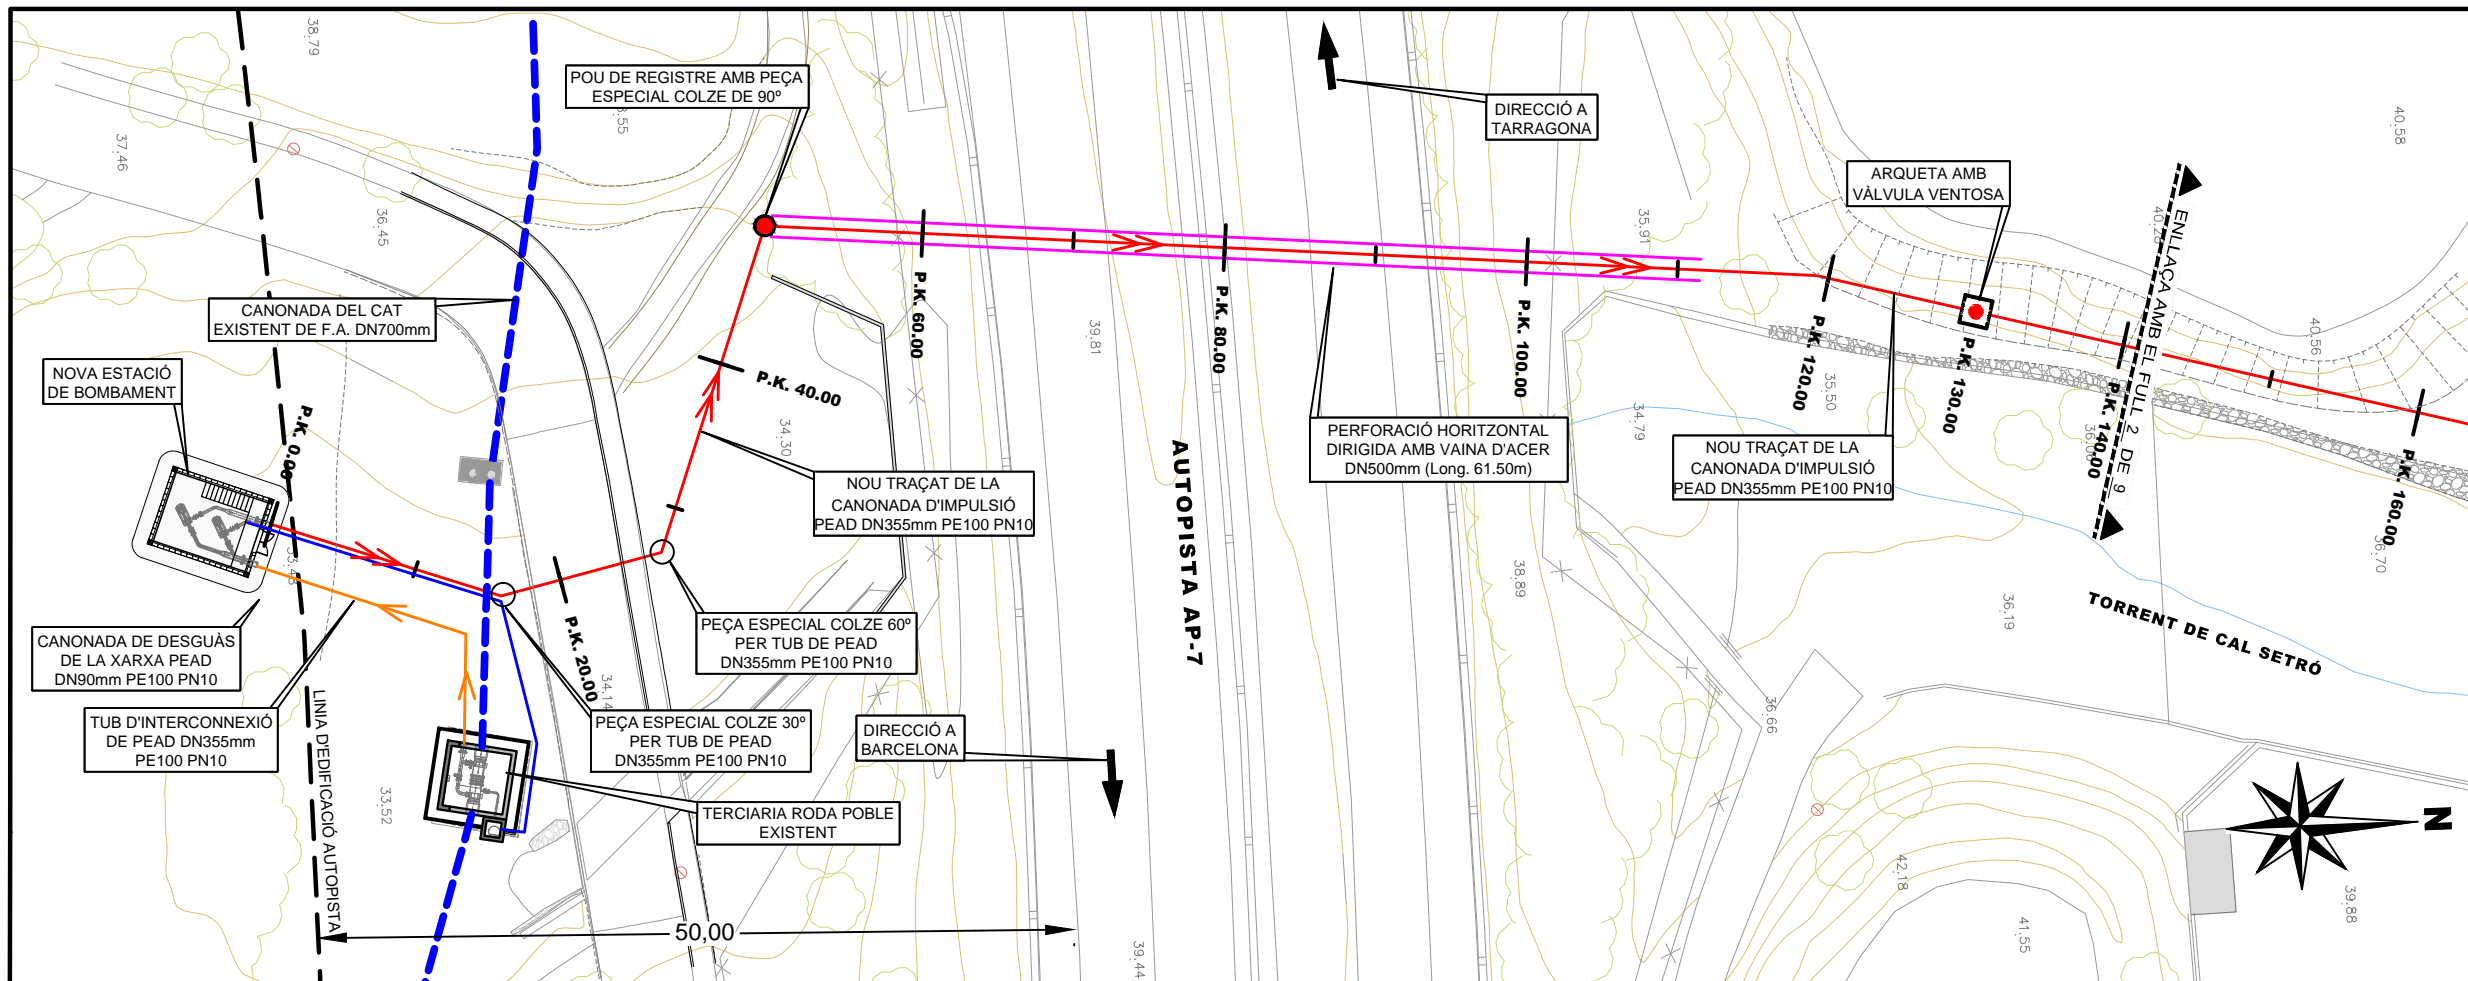 38.79
37.46
36.45
POU DE REGISTRE AMB PEÇA
ESPECIAL COLZE DE 90º
DIRECCIÓ A
TARRAGONA
40.58
ARQUETA AMB
VÀLVULA VENTOSA
35.91
ENLLAÇA AMB EL FULL 2 DE 9
CANONADA DEL CAT
EXISTENT DE F.A. DN700mm
NOVA ESTACIÓ
DE BOMBAMENT
P.K. 0.00
P.K. 20.00
P.K. 40.00
P.K. 60.00
P.K. 80.00
P.K. 100.00
P.K. 120.00
P.K. 130.00
P.K. 140.00
P.K. 160.00
39.81
34.30
35.50
34.79
40.56
36.70
AUTOPISTA AP-7
PERFORACIÓ HORITZONTAL
DIRIGIDA AMB VAINA D'ACER
DN500mm (Long. 61.50m)
NOU TRAÇAT DE LA
CANONADA D'IMPULSIÓ
PEAD DN355mm PE100 PN10
NOU TRAÇAT DE LA
CANONADA D'IMPULSIÓ
PEAD DN355mm PE100 PN10
38.89
36.19
TORRENT DE CAL SETRÓ
CANONADA DE DESGUÀS
DE LA XARXA PEAD
DN90mm PE100 PN10
PEÇA ESPECIAL COLZE 60º
PER TUB DE PEAD
DN355mm PE100 PN10
TUB D'INTERCONNEXIÓ
DE PEAD DN355mm
PE100 PN10
LINIA D'EDIFICACIÓ AUTOPISTA
34.14
PEÇA ESPECIAL COLZE 30º
PER TUB DE PEAD
DN355mm PE100 PN10
DIRECCIÓ A
BARCELONA
36.66
33.52
TERCIARIA RODA POBLE
EXISTENT
N
42.18
39.88
41.55
50,00
39.44